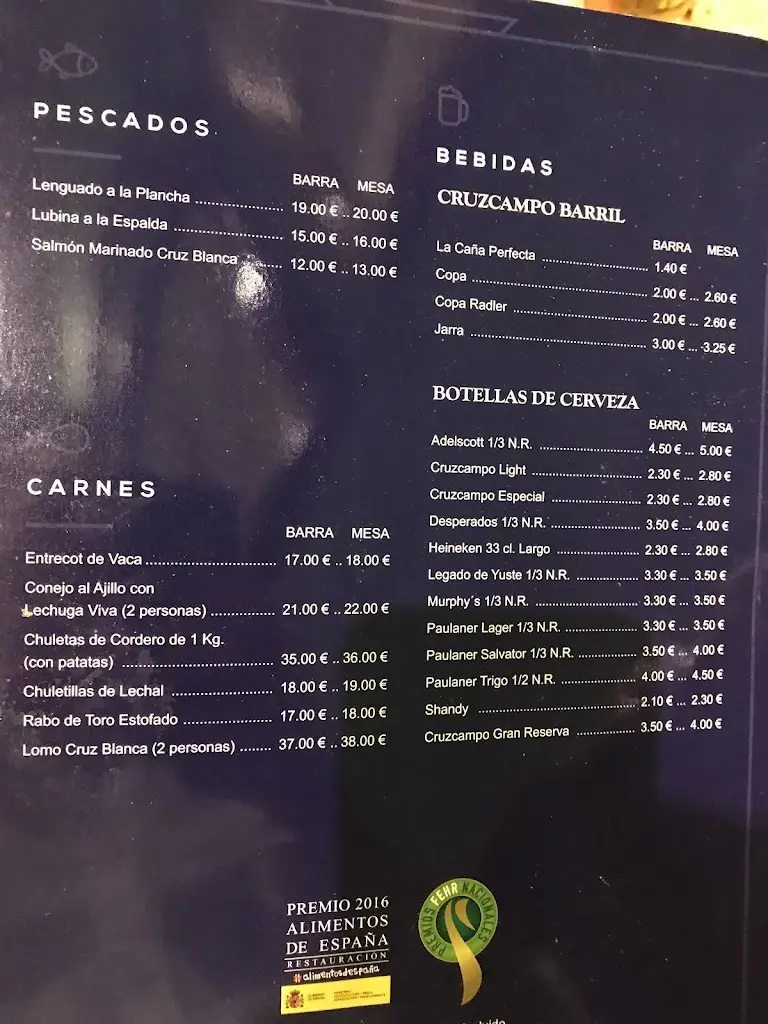 PESCADOS
BARRA MESA
Lenguado a la Plancha ........................ 19.00 € .. 20.00 €
Lubina a la Espalda ............................. 15.00 € .. 16.00 €
Salmón Marinado Cruz Blanca ......... 12.00 € .. 13.00 €
CARNES
BARRA MESA
Entrecot de Vaca ................................. 17.00 € .. 18.00 €
Conejo al Ajillo con
Lechuga Viva (2 personas) ................ 21.00 € .. 22.00 €
Chuletas de Cordero de 1 Kg.
(con patatas) ...................................... 35.00 € .. 36.00 €
Chuletillas de Lechal .......................... 18.00 € .. 19.00 €
Rabo de Toro Estofado ...................... 17.00 € .. 18.00 €
Lomo Cruz Blanca (2 personas) ........ 37.00 € .. 38.00 €
BEBIDAS
CRUZCAMPO BARRIL
BARRA MESA
La Caña Perfecta ............................. 1.40 €
Copa ................................................. 2.00 € ... 2.60 €
Copa Radler ..................................... 2.00 € ... 2.60 €
Jarra ................................................. 3.00 € ... 3.25 €
BOTELLAS DE CERVEZA
BARRA MESA
Adelscott 1/3 N.R. ............................ 4.50 € ... 5.00 €
Cruzcampo Light .............................. 2.30 € ... 2.80 €
Cruzcampo Especial ......................... 2.30 € ... 2.80 €
Desperados 1/3 N.R. ........................ 3.50 € ... 4.00 €
Heineken 33 cl. Largo ....................... 2.30 € ... 2.80 €
Legado de Yuste 1/3 N.R. ................. 3.30 € ... 3.50 €
Murphy´s 1/3 N.R. ............................ 3.30 € ... 3.50 €
Paulaner Lager 1/3 N.R. ................... 3.30 € ... 3.50 €
Paulaner Salvator 1/3 N.R. ............... 3.50 € ... 4.00 €
Paulaner Trigo 1/2 N.R. .................... 4.00 € ... 4.50 €
Shandy ............................................. 2.10 € ... 2.30 €
Cruzcampo Gran Reserva ................ 3.50 € ... 4.00 €
PREMIO 2016
ALIMENTOS
DE ESPAÑA
RESTAURACIÓN
#alimentosdespaña
PREMIOS FEHR NACIONALES